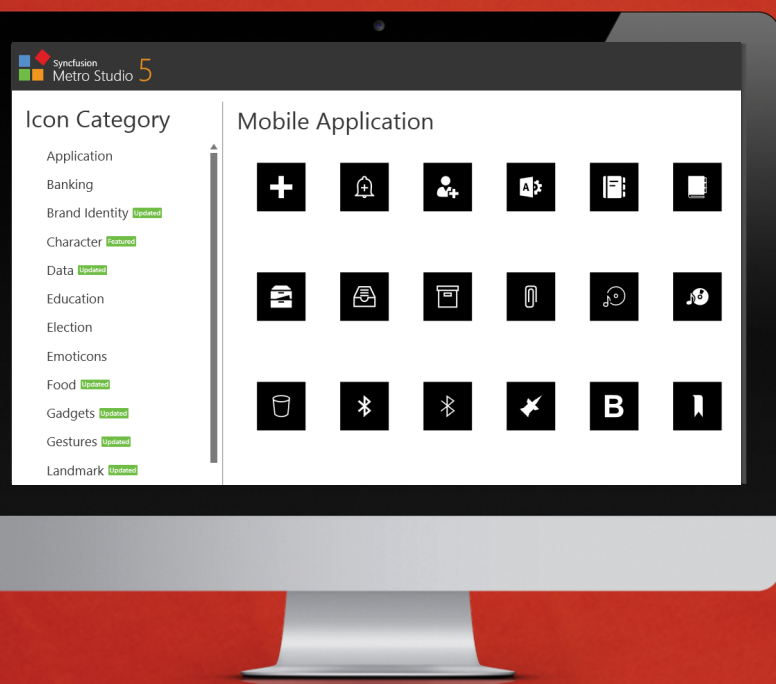 Syncfusion
Metro Studio 5
Icon Category
Application
Banking
Brand Identity Updated
Character Featured
Data Updated
Education
Election
Emoticons
Food Updated
Gadgets Updated
Gestures Updated
Landmark Updated
Mobile Application
A
B